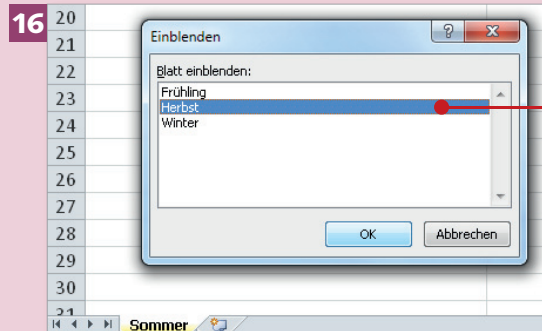 16
20
21
22
23
24
25
26
27
28
29
30
31
Einblenden
?
Blatt einblenden:
Frühling
Herbst
Winter
OK Abbrechen
Sommer